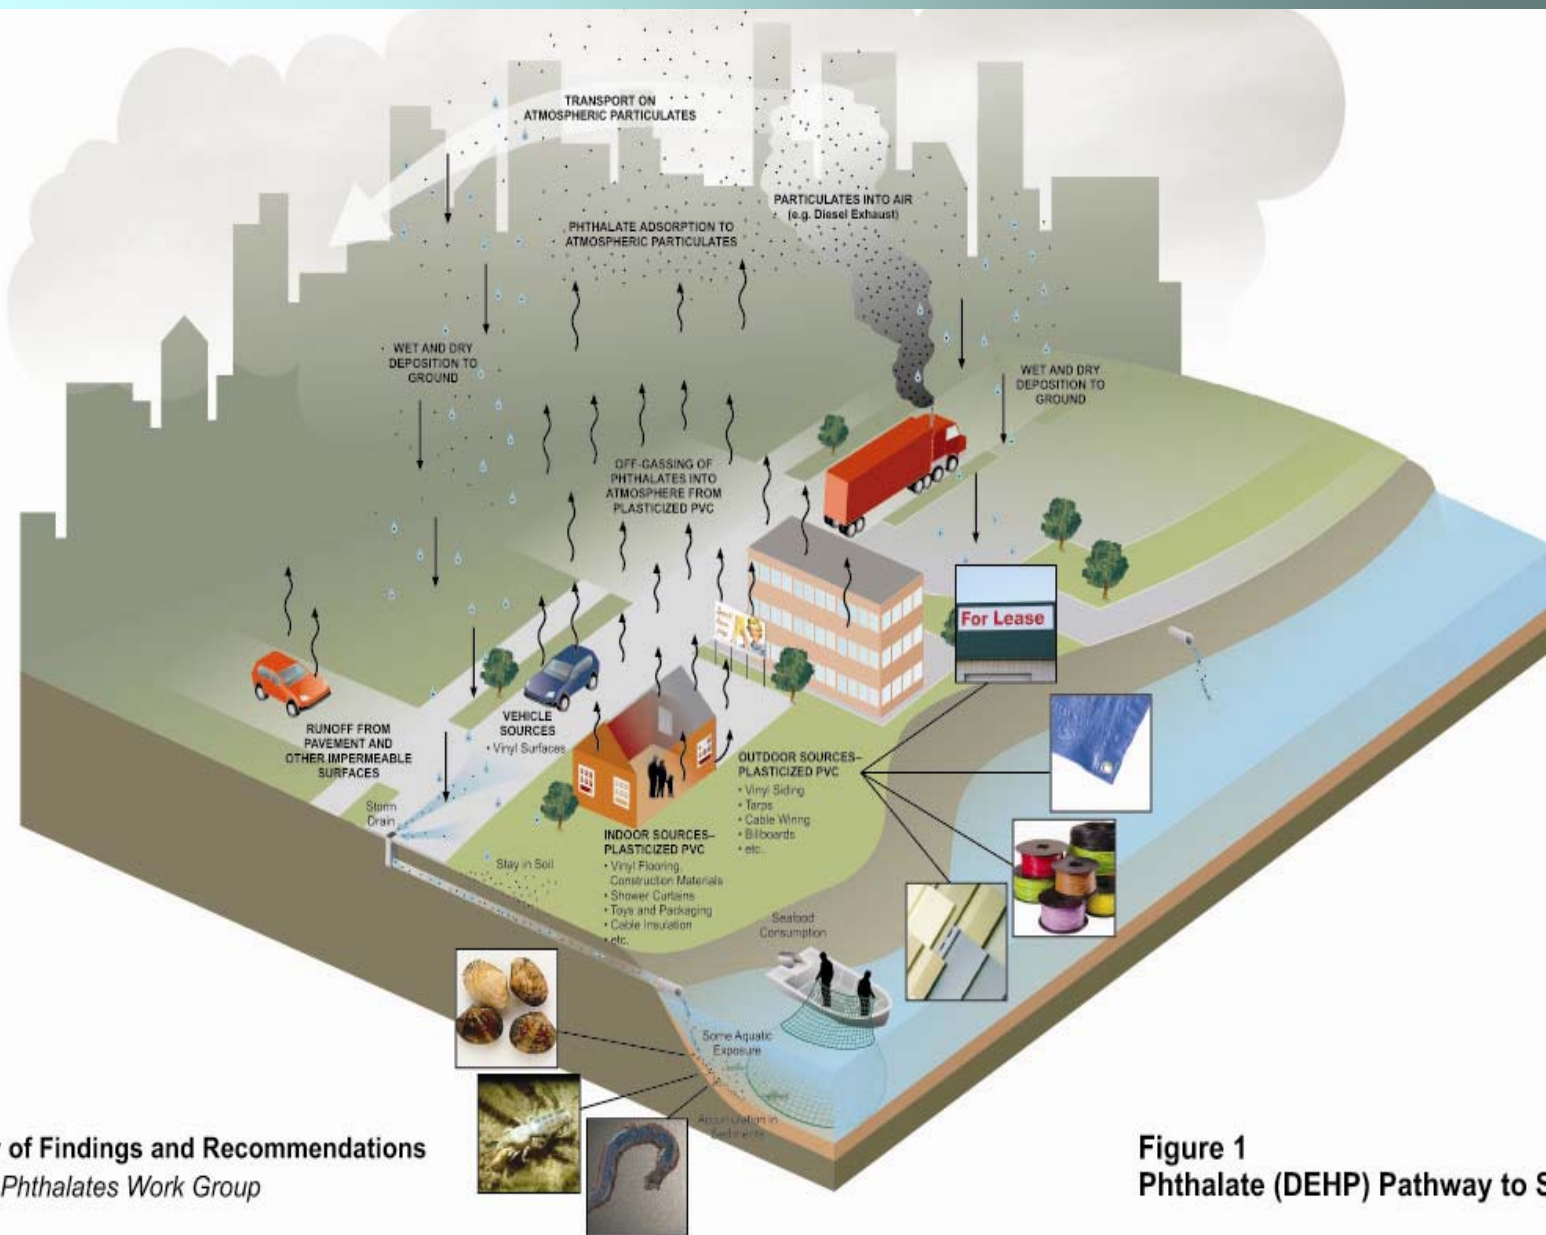 TRANSPORT ON
ATMOSPHERIC PARTICULATES
PARTICULATES INTO AIR
(e.g. Diesel Exhaust)
PHTHALATE ADSORPTION TO
ATMOSPHERIC PARTICULATES
WET AND DRY
DEPOSITION TO
GROUND
WET AND DRY
DEPOSITION TO
GROUND
OFF-GASSING OF
PHTHALATES INTO
ATMOSPHERE FROM
PLASTICIZED PVC
For Lease
RUNOFF FROM
PAVEMENT AND
OTHER IMPERMEABLE
SURFACES
VEHICLE
SOURCES
• Vinyl Surfaces
OUTDOOR SOURCES–
PLASTICIZED PVC
• Vinyl Siding
• Tarps
• Cable Wiring
• Billboards
• etc.
Storm
Drain
INDOOR SOURCES–
PLASTICIZED PVC
• Vinyl Flooring,
Construction Materials
• Shower Curtains
• Toys and Packaging
• Cable Insulation
• etc.
Stay in Soil
Seafood
Consumption
Some Aquatic
Exposure
Accumulation in
Sediments
of Findings and Recommendations
Phthalates Work Group
Figure 1
Phthalate (DEHP) Pathway to S